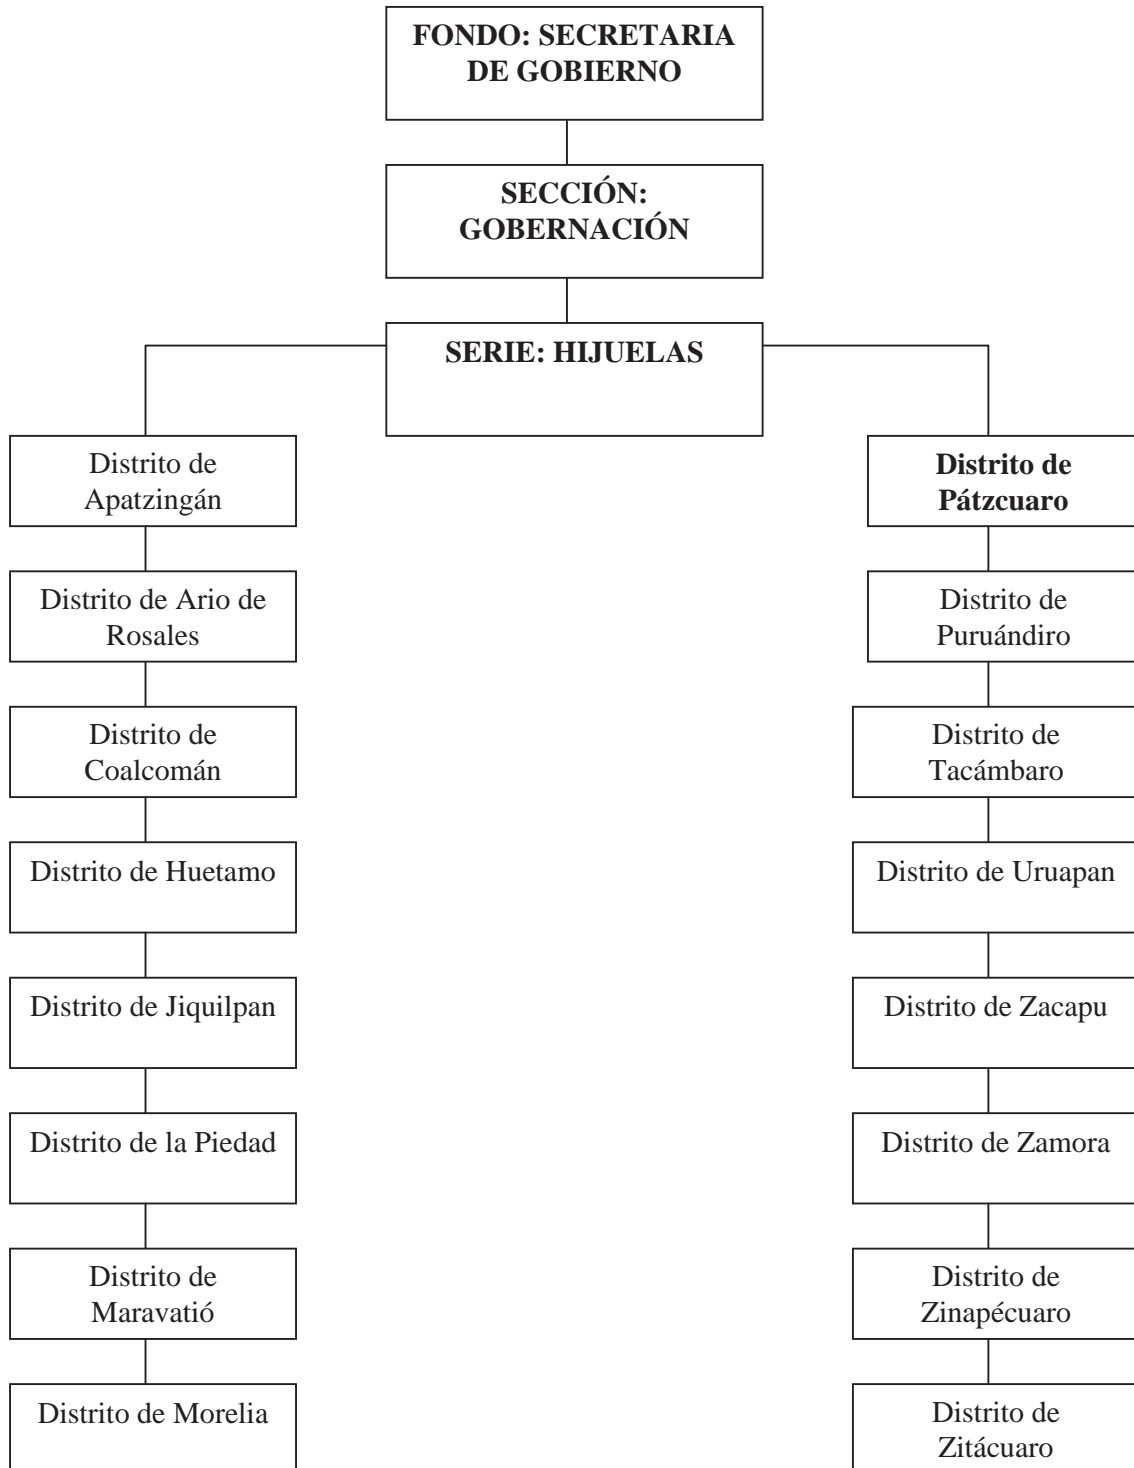 FONDO: SECRETARIA
DE GOBIERNO
SECCIÓN:
GOBERNACIÓN
SERIE: HIJUELAS
Distrito de
Apatzingán
Distrito de Ario de
Rosales
Distrito de
Coalcomán
Distrito de Huetamo
Distrito de Jiquilpan
Distrito de la Piedad
Distrito de
Maravatió
Distrito de Morelia
Distrito de
Pátzcuaro
Distrito de
Puruándiro
Distrito de
Tacámbaro
Distrito de Uruapan
Distrito de Zacapu
Distrito de Zamora
Distrito de
Zinapécuaro
Distrito de
Zitácuaro